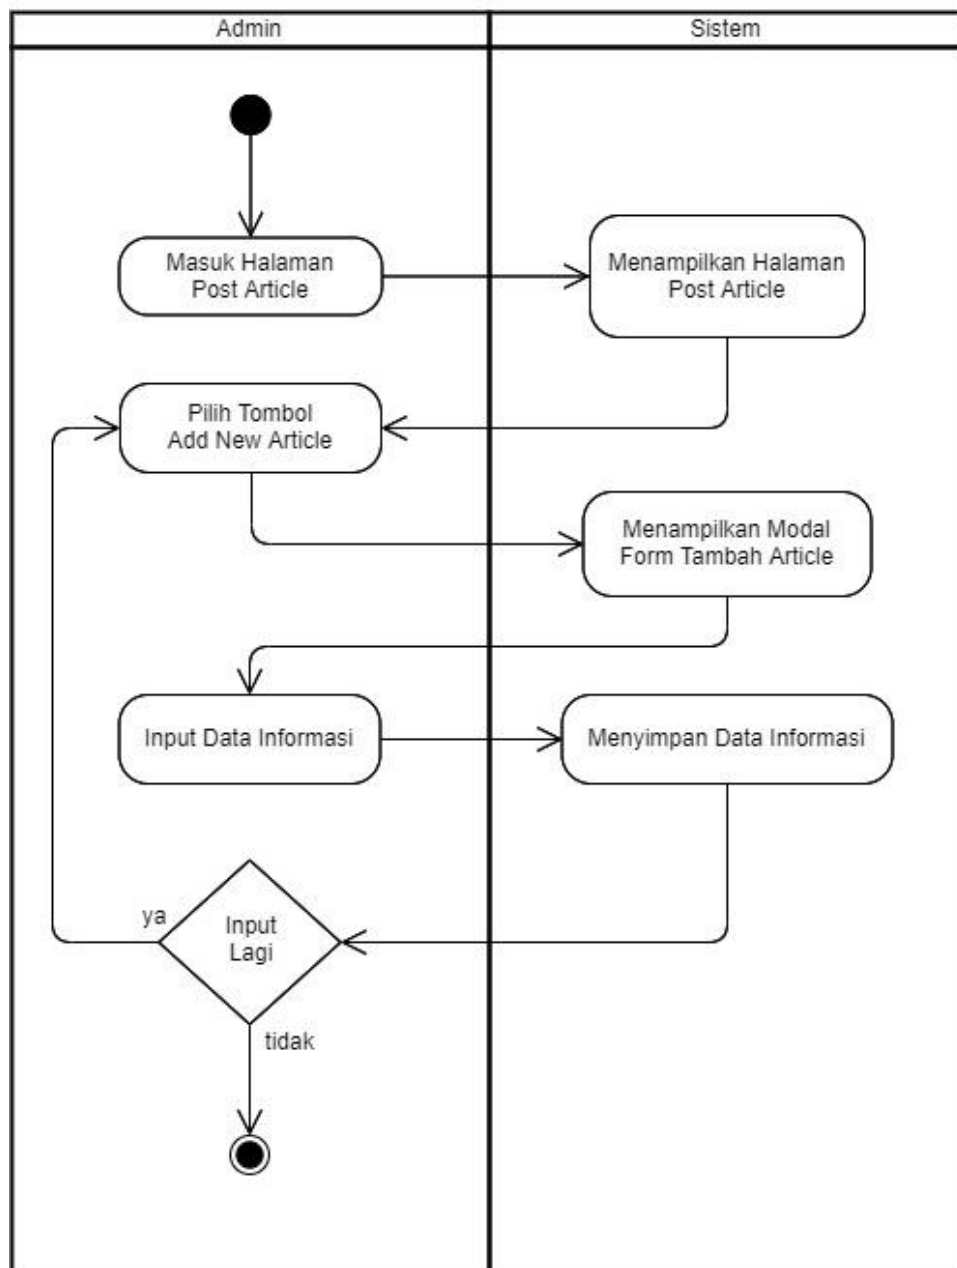 Admin
Sistem
Masuk Halaman
Post Article
Menampilkan Halaman
Post Article
Pilih Tombol
Add New Article
Menampilkan Modal
Form Tambah Article
Input Data Informasi
Menyimpan Data Informasi
ya
Input
Lagi
tidak